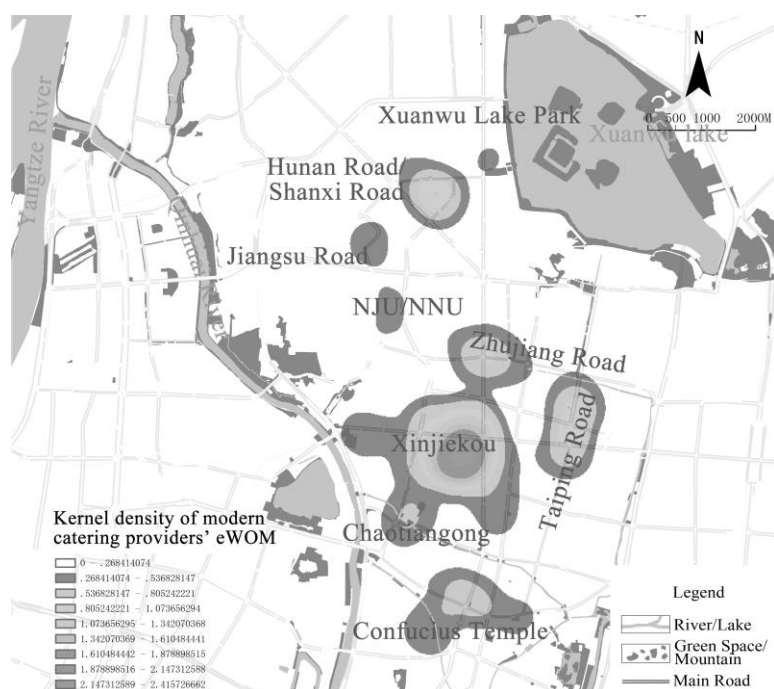 N
Xuanwu Lake Park
Xuanwu lake
0 500 1000 2000M
Yangtze River
Hunan Road/
Shanxi Road
Jiangsu Road
NJU/NNU
Zhujiang Road
Xinjiekou
Taiping Road
Chaotiangong
Confucius Temple
Kernel density of modern
catering providers' eWOM
0 - .268414074
.268414074 - .536828147
.536828147 - .805242221
.805242221 - 1.073656294
1.073656295 - 1.342070368
1.342070369 - 1.610484441
1.610484442 - 1.878898515
1.878898516 - 2.147312588
2.147312589 - 2.415726662
Legend
River/Lake
Green Space/
Mountain
Main Road